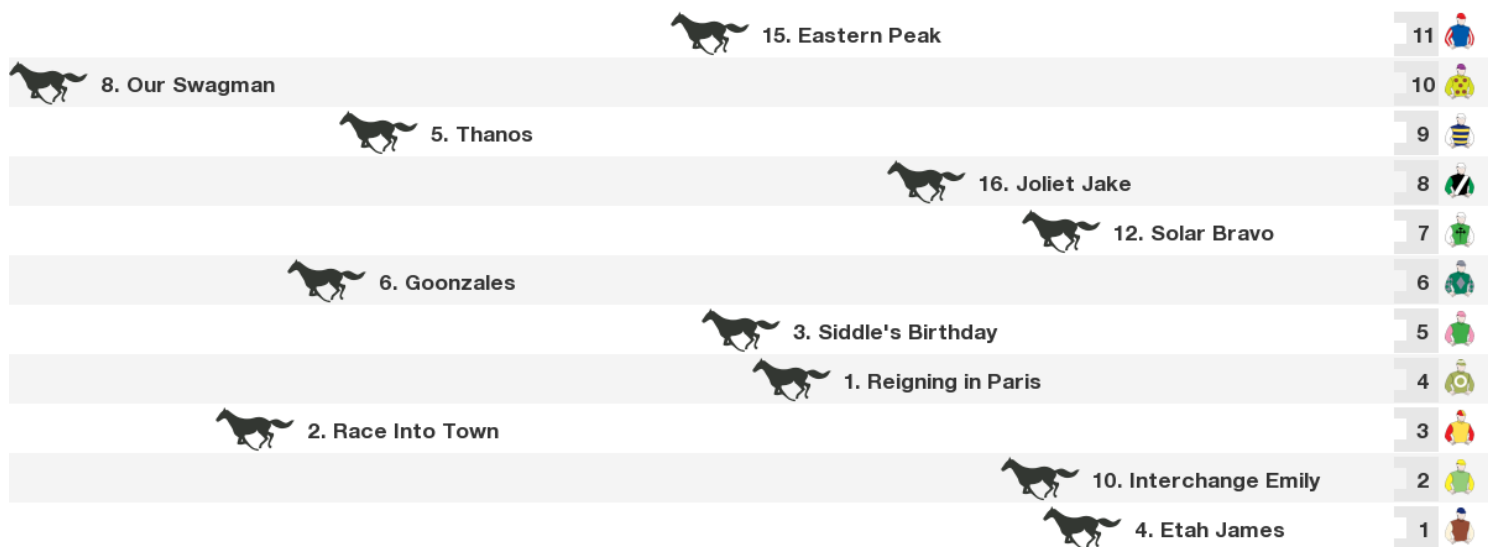 15. Eastern Peak 11
8. Our Swagman 10
5. Thanos 9
16. Joliet Jake 8
12. Solar Bravo 7
6. Goonzales 6
3. Siddle's Birthday 5
1. Reigning in Paris 4
2. Race Into Town 3
10. Interchange Emily 2
4. Etah James 1